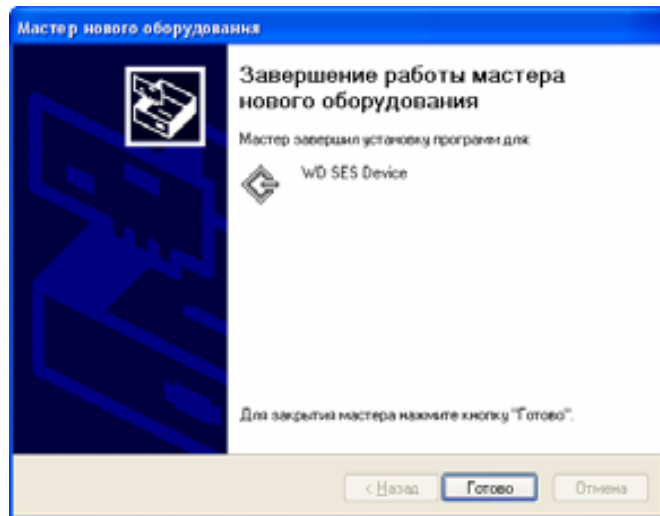 Мастер нового оборудования
Завершение работы мастера
нового оборудования
Мастер завершил установку программ для:
WD SES Device
Для закрытия мастера нажмите кнопку "Готово".
< Назад
Готово
Отмена